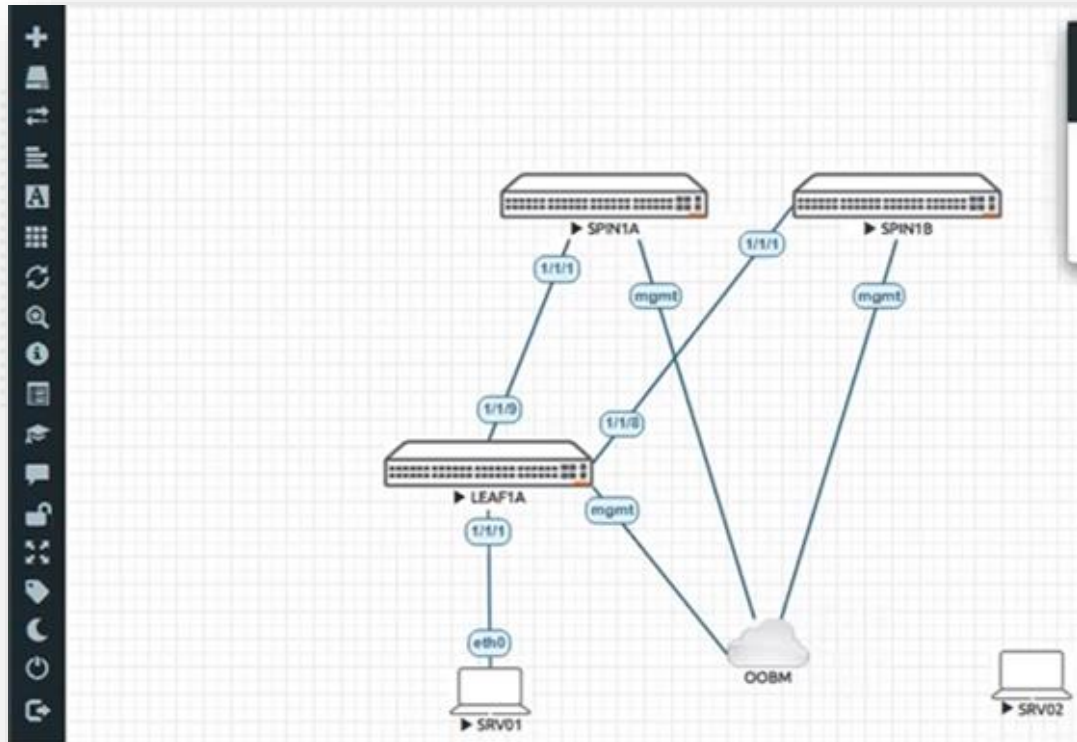 A
SPIN1A
SPIN1B
1/1/1
1/1/1
mgmt
mgmt
1/1/9
1/1/8
LEAF1A
mgmt
1/1/1
eth0
OOBM
SRV01
SRV02